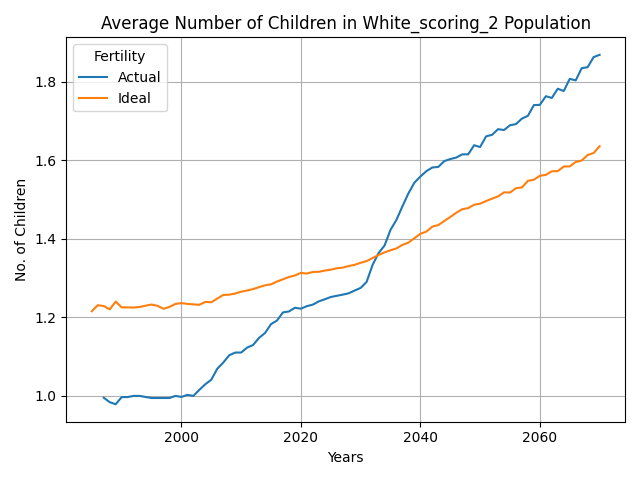 Average Number of Children in White_scoring_2 Population
Fertility
Actual
Ideal
No. of Children
1.8
1.6
1.4
1.2
1.0
2000
2020
2040
2060
Years